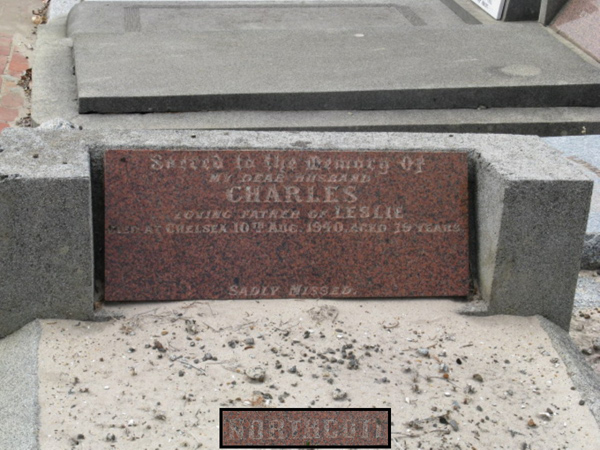 Sacred to the Memory Of
MY DEAR HUSBAND
CHARLES
LOVING FATHER OF LESLIE
DIED AT CHELSEA 10TH AUG. 1940. AGED 79 YEARS
SADLY MISSED.
NORTHCOTT